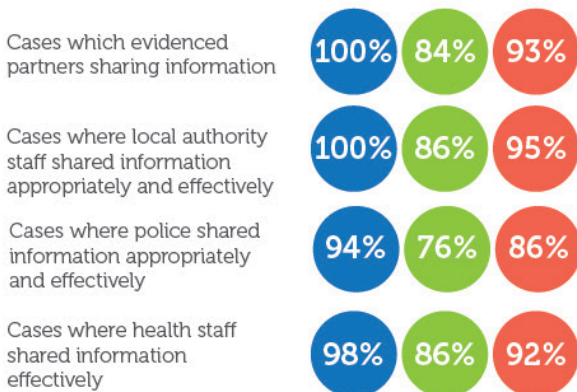 Cases which evidenced
partners sharing information
100% 84% 93%
Cases where local authority
staff shared information
appropriately and effectively
100% 86% 95%
Cases where police shared
information appropriately
and effectively
94% 76% 86%
Cases where health staff
shared information
effectively
98% 86% 92%